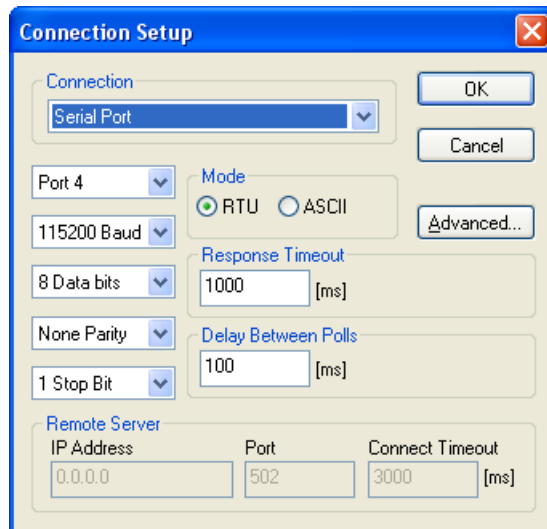 Connection Setup
Connection
OK
Serial Port
Cancel
Port 4
Mode
RTU ASCII
Advanced...
115200 Baud
Response Timeout
8 Data bits
1000 [ms]
None Parity
Delay Between Polls
100 [ms]
1 Stop Bit
Remote Server
IP Address Port Connect Timeout
0.0.0.0 502 3000 [ms]